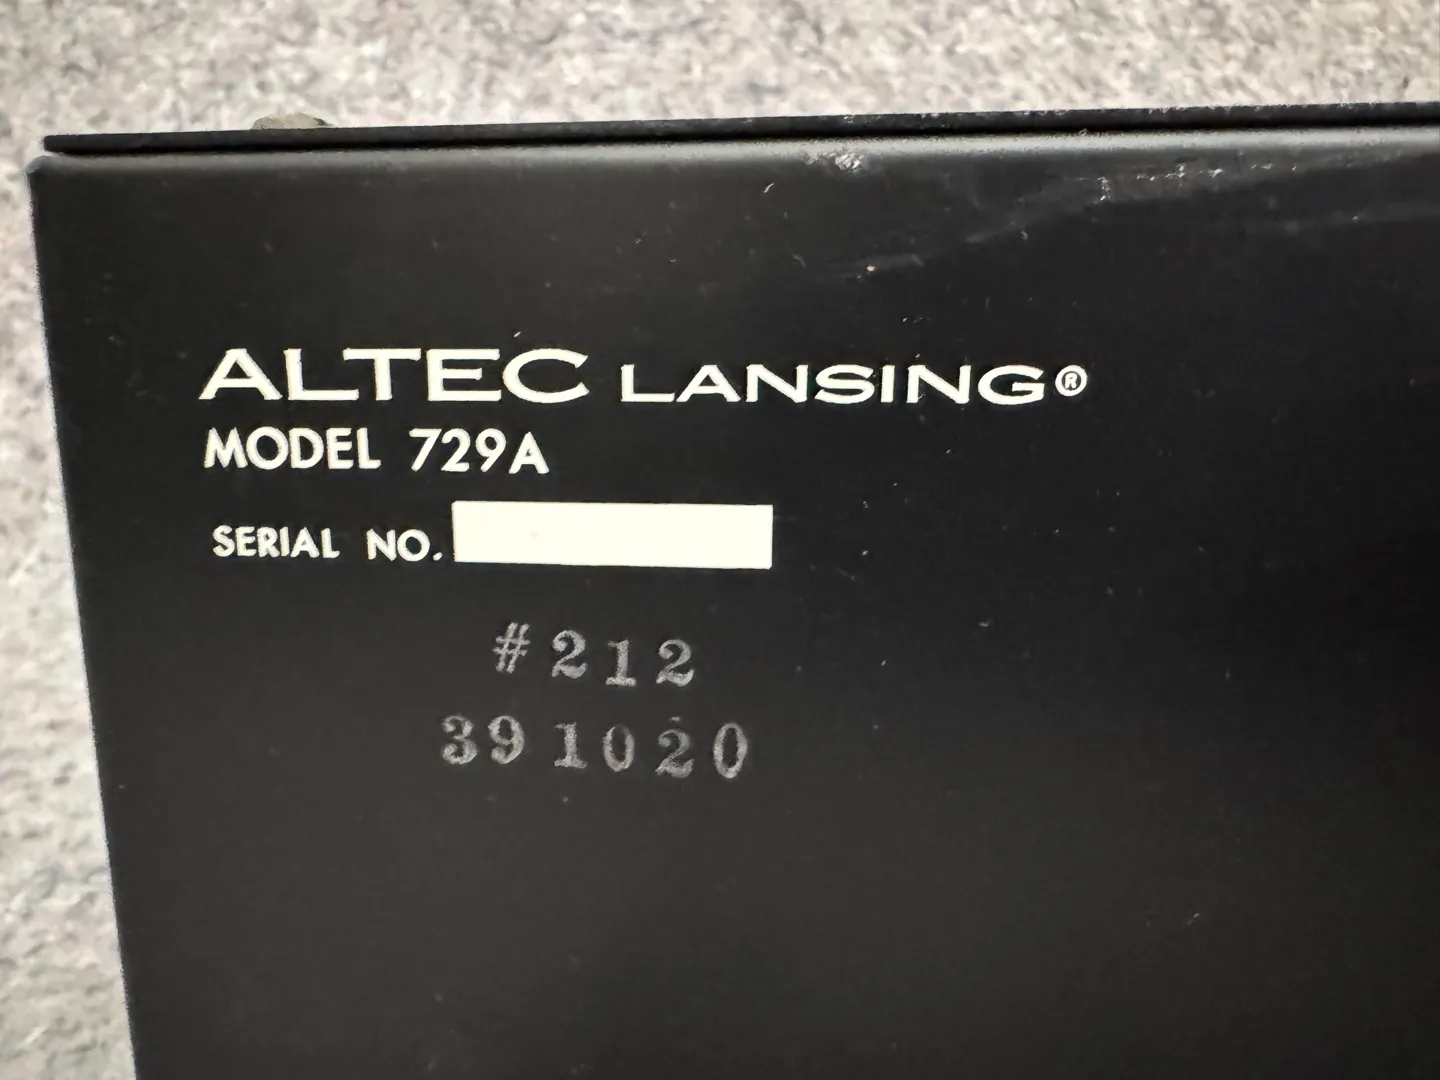 ALTEC LANSING®
MODEL 729A
SERIAL NO.
#212
391020